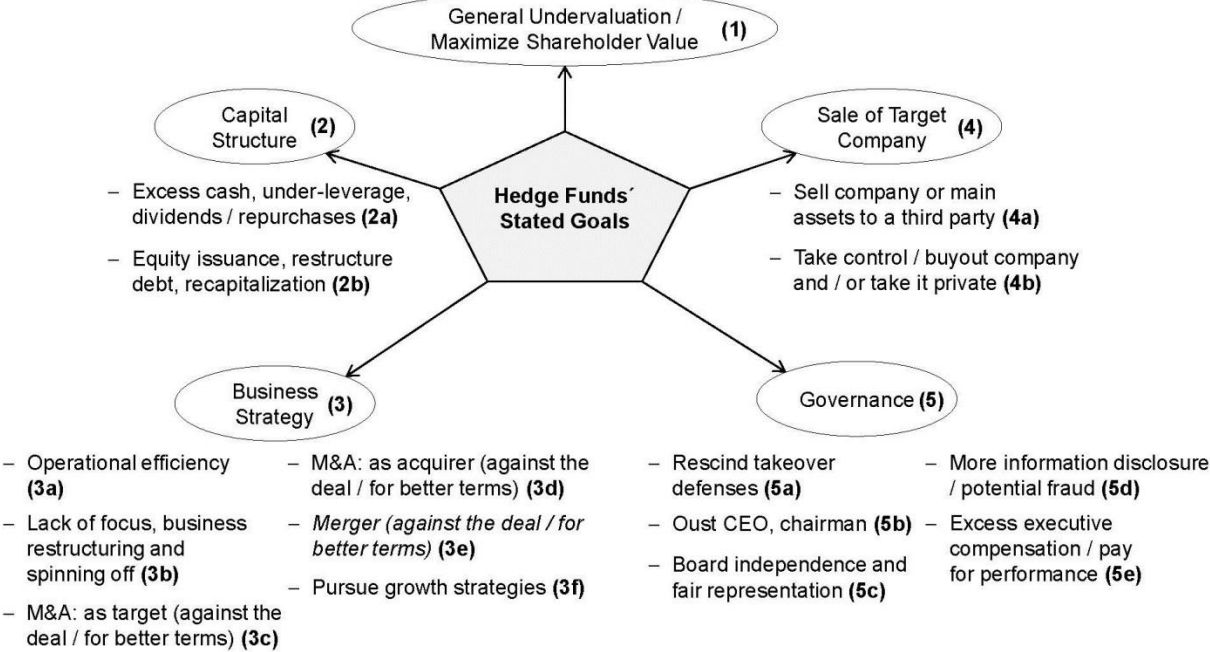 General Undervaluation /
Maximize Shareholder Value (1)
Capital
Structure (2)
Sale of Target
Company (4)
Hedge Funds´
Stated Goals
– Excess cash, under-leverage,
dividends / repurchases (2a)
– Equity issuance, restructure
debt, recapitalization (2b)
– Sell company or main
assets to a third party (4a)
– Take control / buyout company
and / or take it private (4b)
Business
Strategy (3)
Governance (5)
– Operational efficiency
(3a)
– Lack of focus, business
restructuring and
spinning off (3b)
– M&A: as target (against the
deal / for better terms) (3c)
– M&A: as acquirer (against the
deal / for better terms) (3d)
– Merger (against the deal / for
better terms) (3e)
– Pursue growth strategies (3f)
– Rescind takeover
defenses (5a)
– Oust CEO, chairman (5b)
– Board independence and
fair representation (5c)
– More information disclosure
/ potential fraud (5d)
– Excess executive
compensation / pay
for performance (5e)